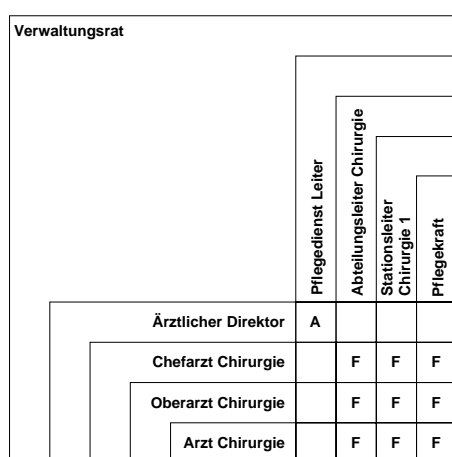 Verwaltungsrat
Pflegedienst Leiter
Abteilungsleiter Chirurgie
Stationsleiter
Chirurgie 1
Pflegekraft
Ärztlicher Direktor A
Chefarzt Chirurgie F F F
Oberarzt Chirurgie F F F
Arzt Chirurgie F F F